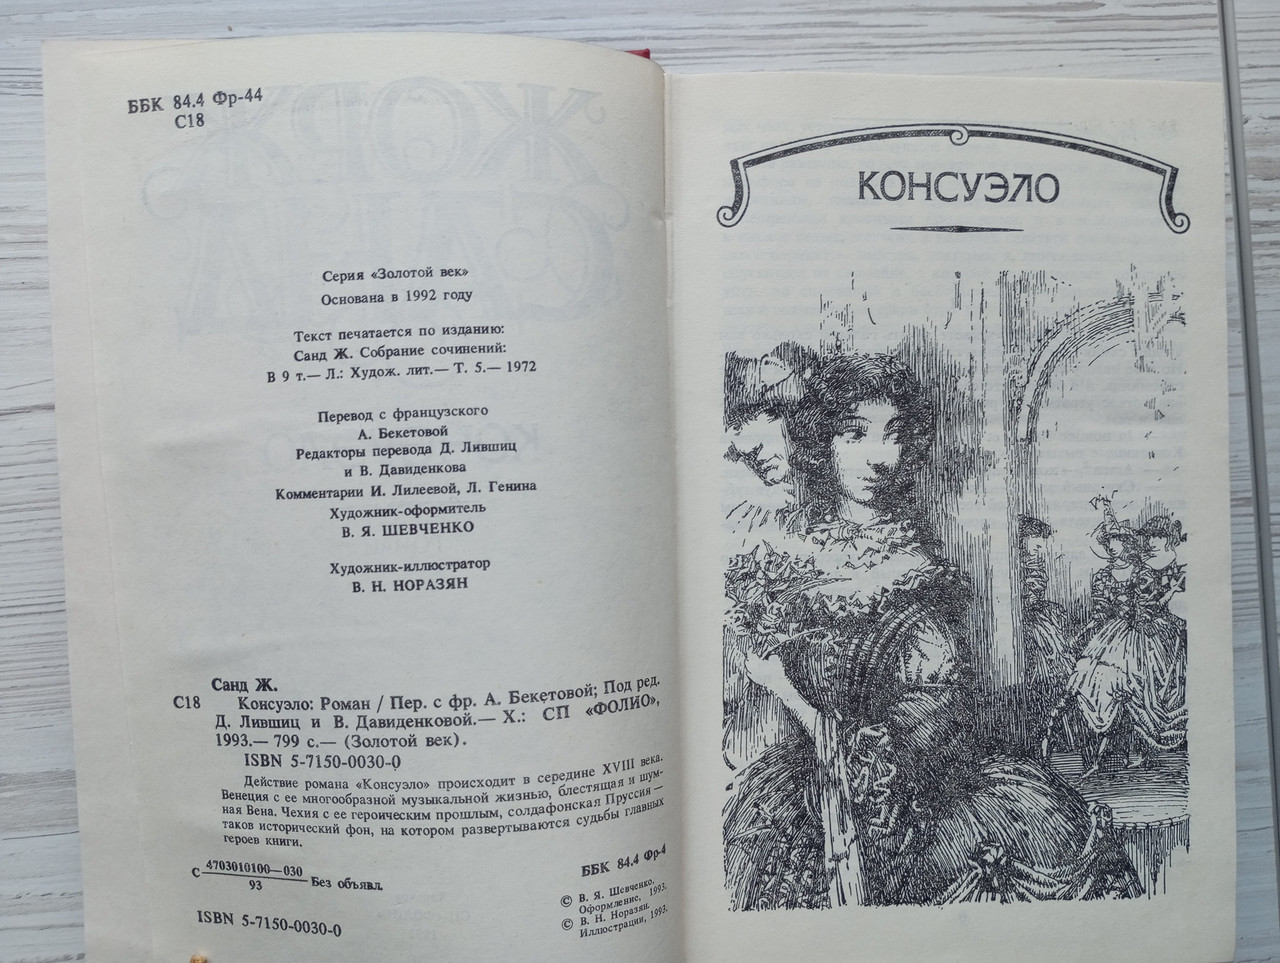 ББК 84.4 Фр-44
С18
Серия «Золотой век»
Основана в 1992 году
Текст печатается по изданию:
Санд Ж. Собрание сочинений:
В 9 т.— Л.: Худож. лит.— Т. 5.— 1972
Перевод с французского
А. Бекетовой
Редакторы перевода Д. Лившиц
и В. Давиденкова
Комментарии И. Лилеевой, Л. Генина
Художник-оформитель
В. Я. ШЕВЧЕНКО
Художник-иллюстратор
В. Н. НОРАЗЯН
Санд Ж.
С18 Консуэло: Роман / Пер. с фр. А. Бекетовой; Под ред.
Д. Лившиц и В. Давиденковой.— Х.: СП «ФОЛИО»,
1993.— 799 с.— (Золотой век).
ISBN 5-7150-0030-0
Действие романа «Консуэло» происходит в середине XVIII века.
Венеция с ее многообразной музыкальной жизнью, блестящая и шум-
ная Вена. Чехия с ее героическим прошлым, солдафонская Пруссия —
таков исторический фон, на котором развертываются судьбы главных
героев книги.
С 4703010100—030
93 Без объявл.
ББК 84.4 Фр-4
ISBN 5-7150-0030-0
© В. Я. Шевченко.
Оформление, 1993.
© В. Н. Норазян.
Иллюстрации, 1993.
КОНСУЭЛО